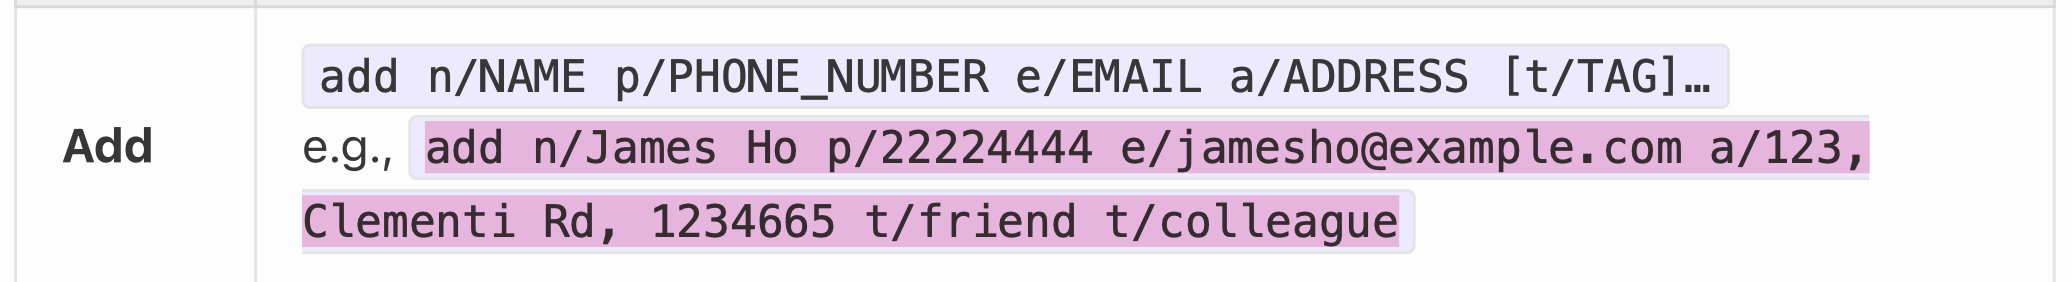 add n/NAME p/PHONE_NUMBER e/EMAIL a/ADDRESS [t/TAG]…
Add
e.g., add n/James Ho p/22224444 e/jamesho@example.com a/123,
Clementi Rd, 1234665 t/friend t/colleague